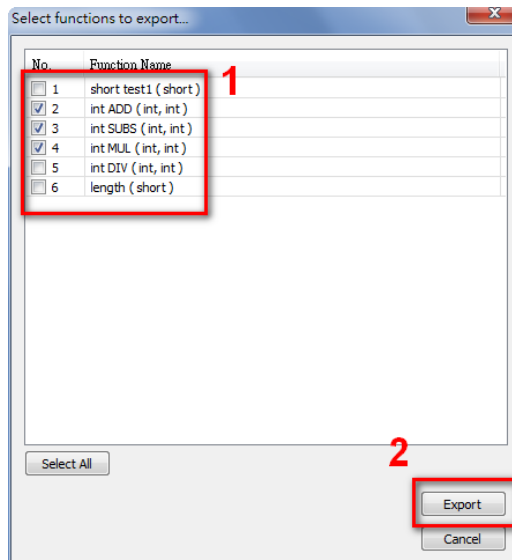 Select functions to export...
No. Function Name
1 short test1 ( short )
2 int ADD ( int, int )
3 int SUBS ( int, int )
4 int MUL ( int, int )
5 int DIV ( int, int )
6 length ( short )
1
Select All
2
Export
Cancel